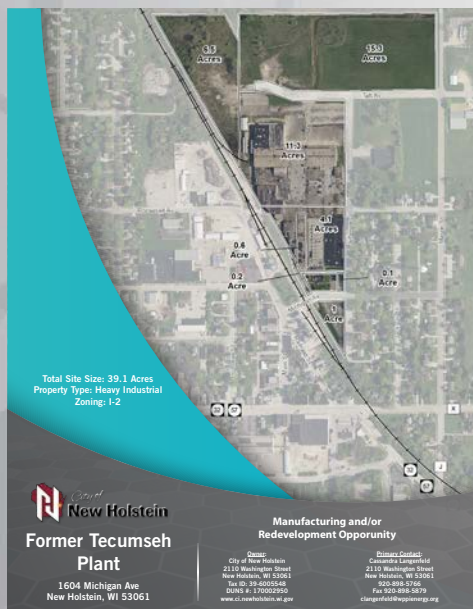 6.5
Acres
15.3
Acres
11.3
Acres
4.1
Acres
0.6
Acre
0.2
Acre
0.1
Acre
1
Acre
Total Site Size: 39.1 Acres
Property Type: Heavy Industrial
Zoning: I-2
32 57
X
J
32
57
City of
New Holstein
Former Tecumseh
Plant
1604 Michigan Ave
New Holstein, WI 53061
Manufacturing and/or
Redevelopment Opporunity
Owner:
City of New Holstein
2110 Washington Street
New Holstein, WI 53061
Tax ID: 39-6005548
DUNS #: 170002950
www.ci.newholstein.wi.gov
Primary Contact:
Cassandra Langenfeld
2110 Washington Street
New Holstein, WI 53061
920-898-5766
Fax 920-898-5879
clangenfeld@wppienergy.org